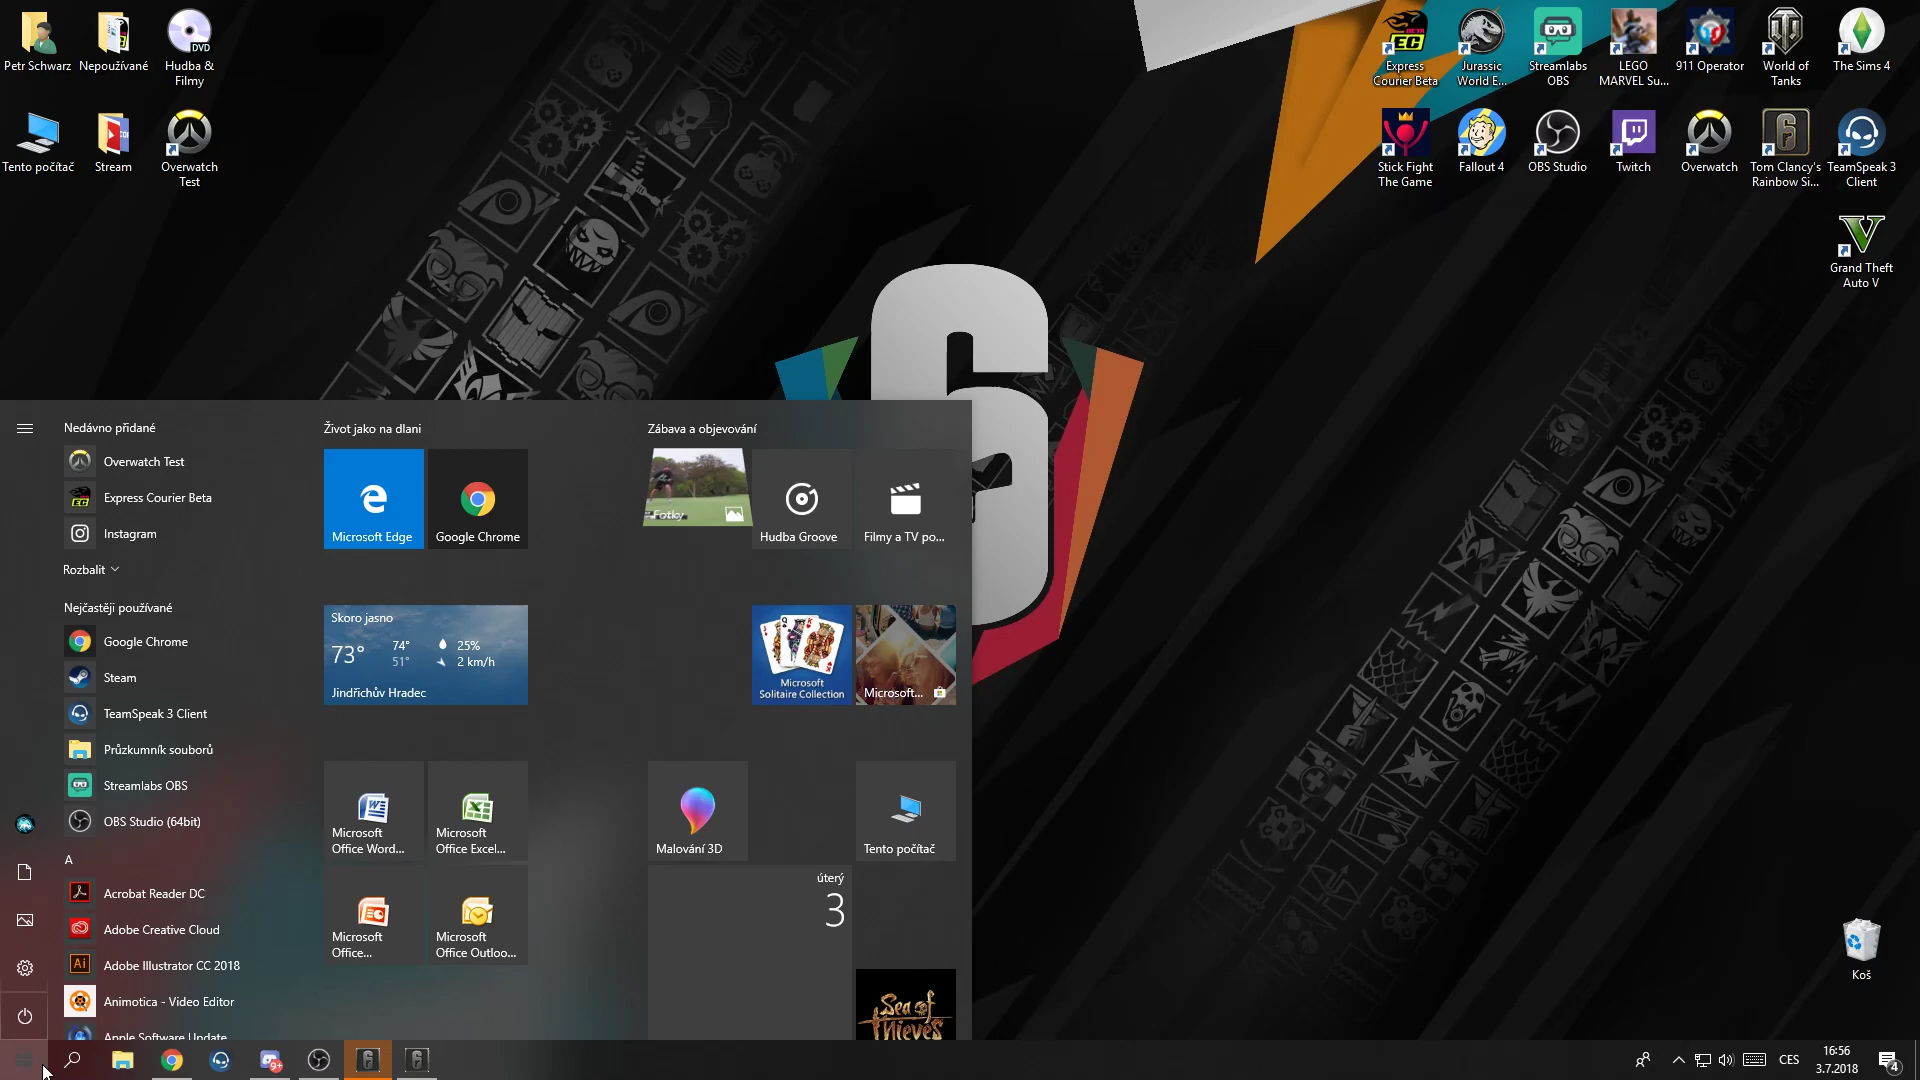 Petr Schwarz
Nepoužívané
Hudba &
Filmy
DVD
Tento počítač
Stream
Overwatch
Test
Express
Courier Beta
Jurassic
World E...
Streamlabs
OBS
LEGO
MARVEL Su...
911 Operator
World of
Tanks
The Sims 4
Stick Fight
The Game
Fallout 4
OBS Studio
Twitch
Overwatch
Tom Clancy's
Rainbow Si...
TeamSpeak 3
Client
Grand Theft
Auto V
Koš
Nedávno přidané
Overwatch Test
Express Courier Beta
Instagram
Rozbalit
Nejčastěji používané
Google Chrome
Steam
TeamSpeak 3 Client
Průzkumník souborů
Streamlabs OBS
OBS Studio (64bit)
A
Acrobat Reader DC
Adobe Creative Cloud
Adobe Illustrator CC 2018
Animotica - Video Editor
Apple Software Update
Život jako na dlani
Microsoft Edge
Google Chrome
Skoro jasno
73°
74°
51°
25%
2 km/h
Jindřichův Hradec
Microsoft
Office Word...
Microsoft
Office Excel...
Microsoft
Office...
Microsoft
Office Outloo...
Zábava a objevování
Fotky
Hudba Groove
Filmy a TV po...
Microsoft
Solitaire Collection
Microsoft...
Malování 3D
Tento počítač
úterý
3
Sea of
Thieves
9+
CES
16:56
3.7.2018
4